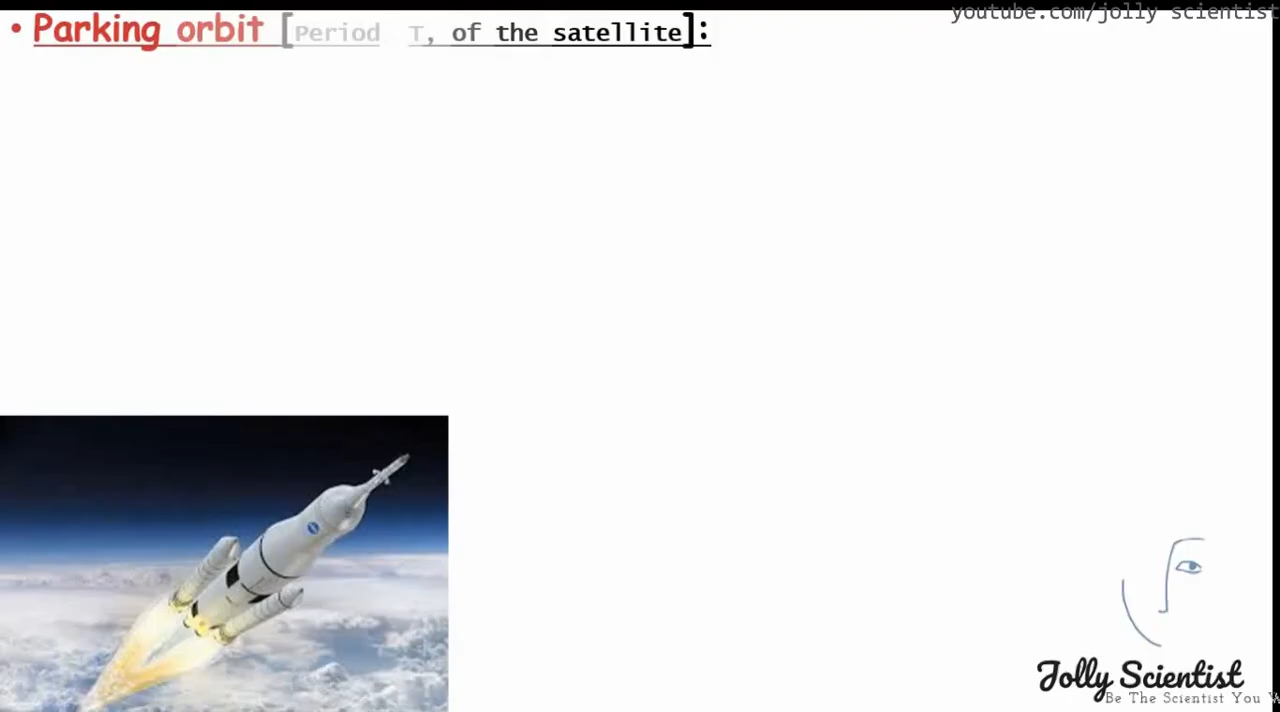 • Parking orbit [Period T, of the satellite]:
youtube.com/jolly scientist
Jolly Scientist
Be The Scientist You